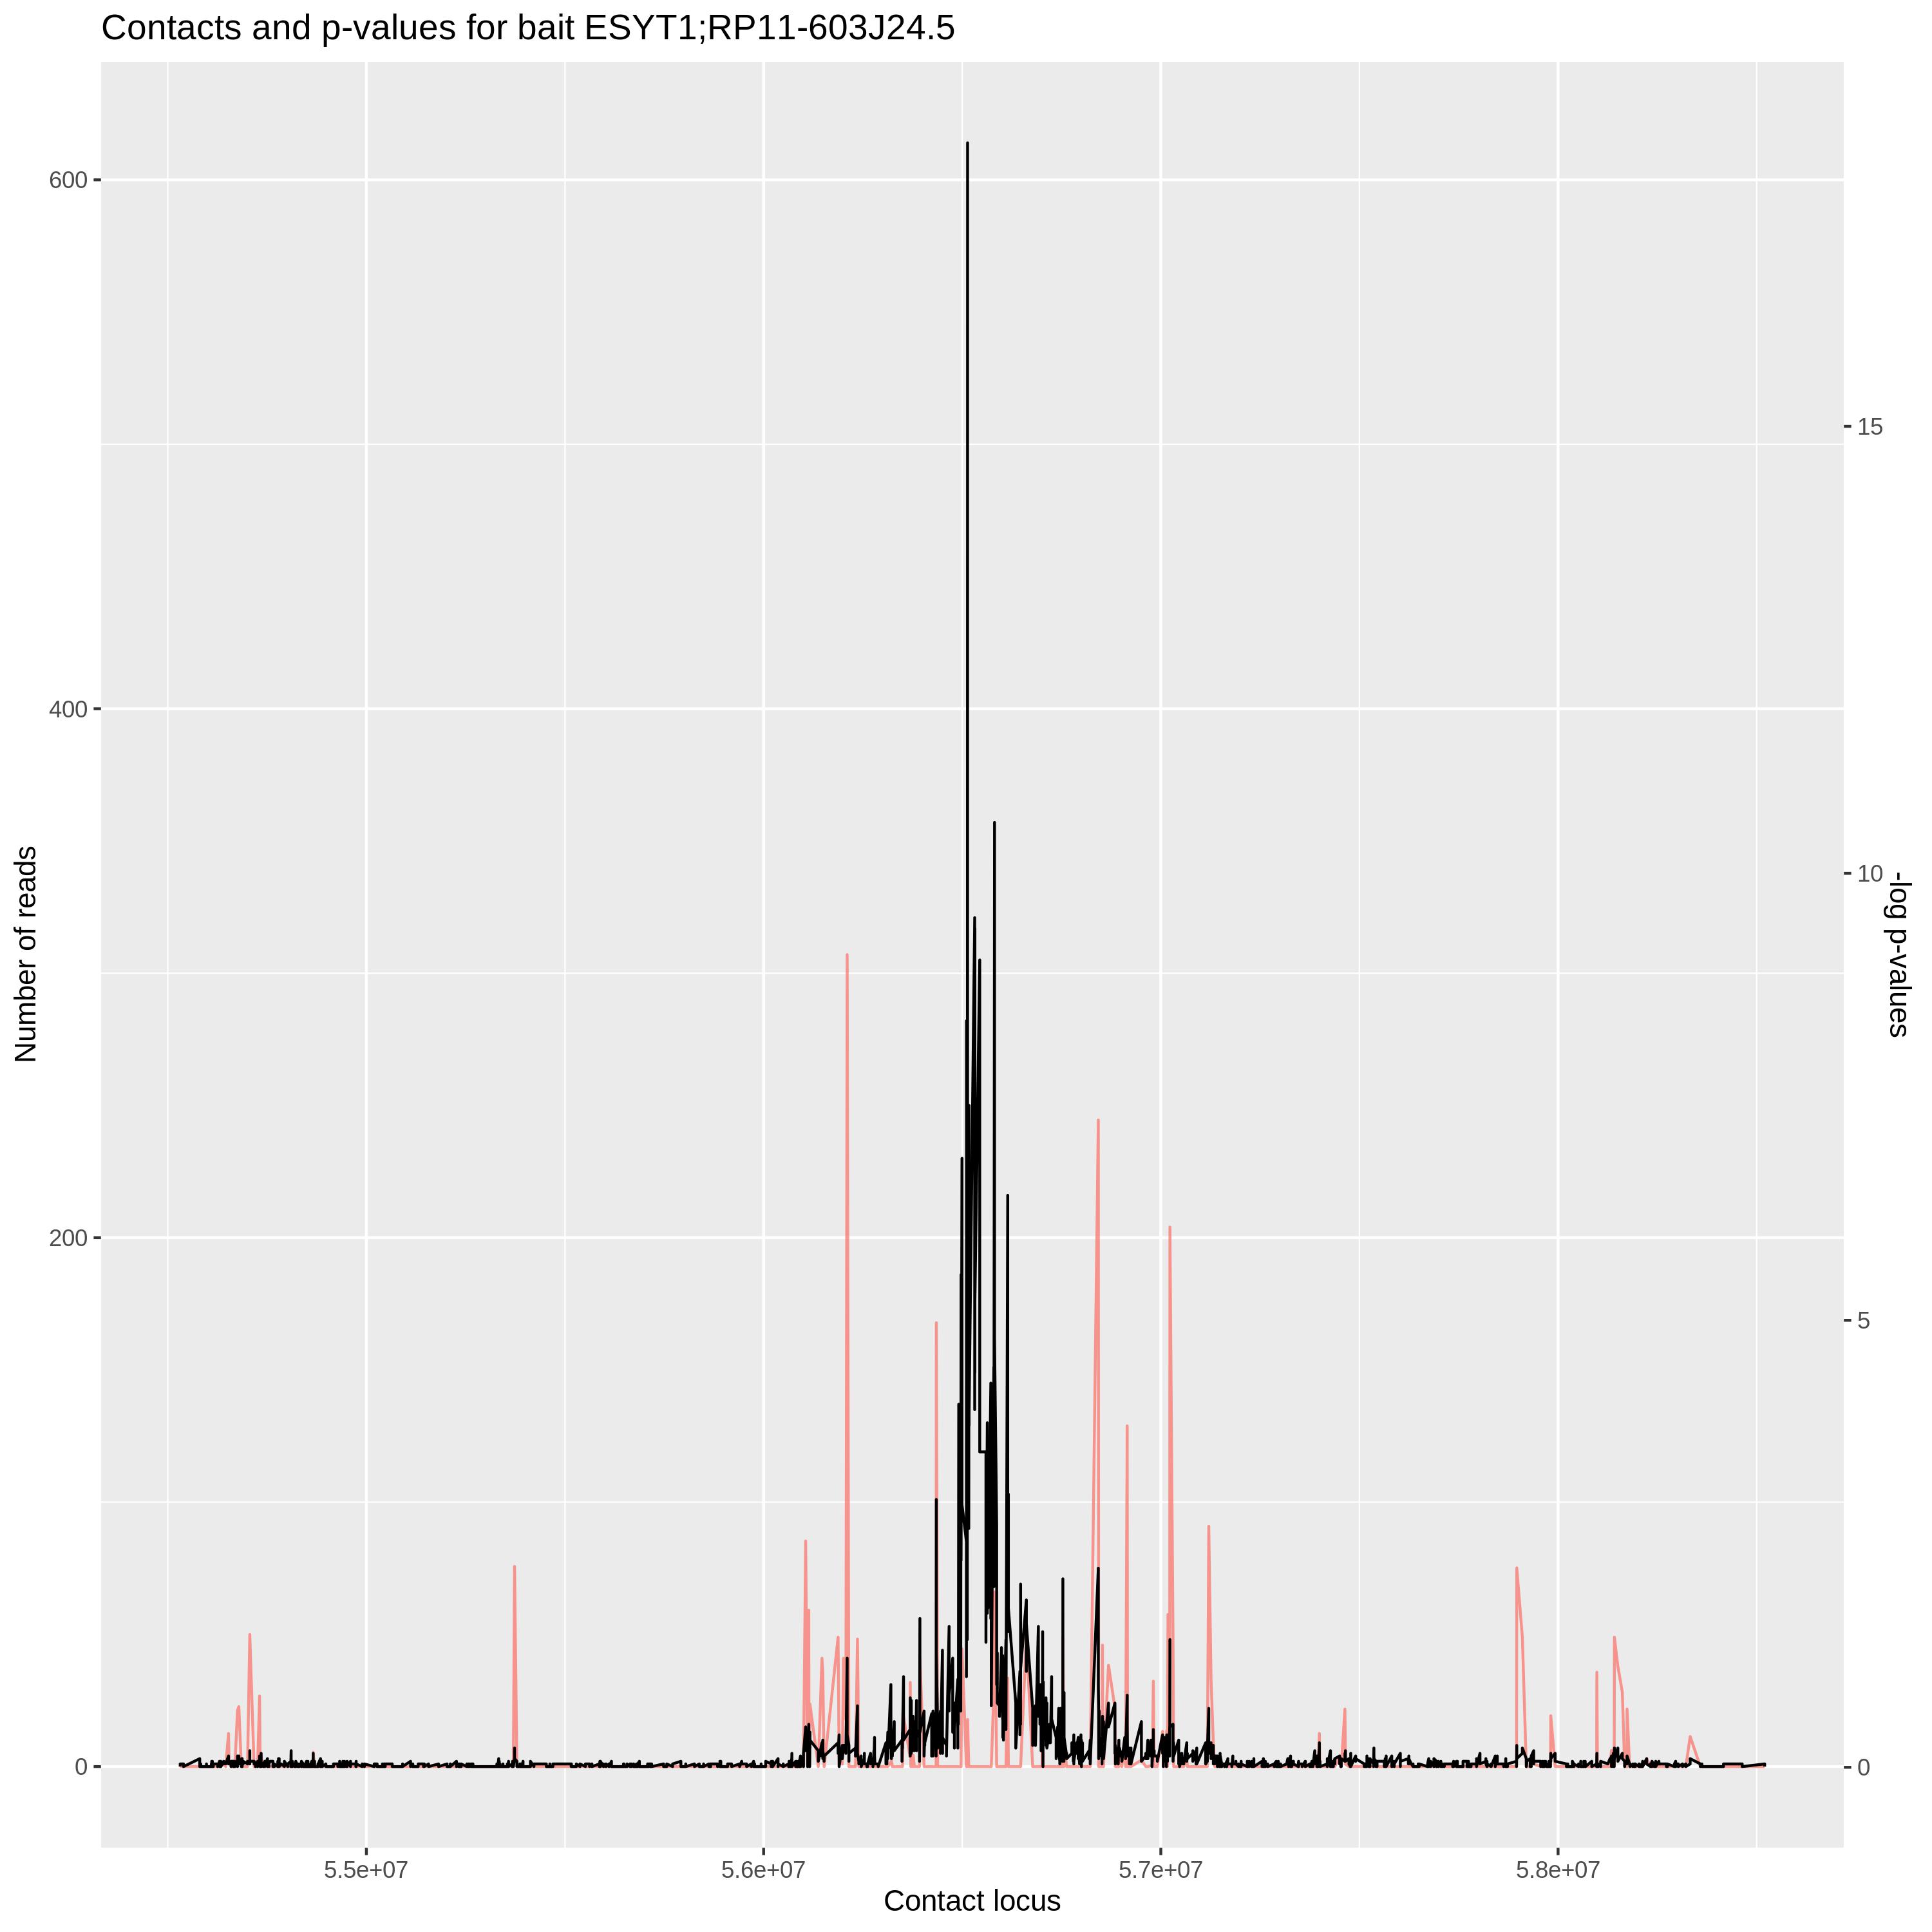 Contacts and p-values for bait ESYT1;RP11-603J24.5
600
400
200
0
Number of reads
15
10
5
0
-log p-values
5.5e+07
5.6e+07
5.7e+07
5.8e+07
Contact locus